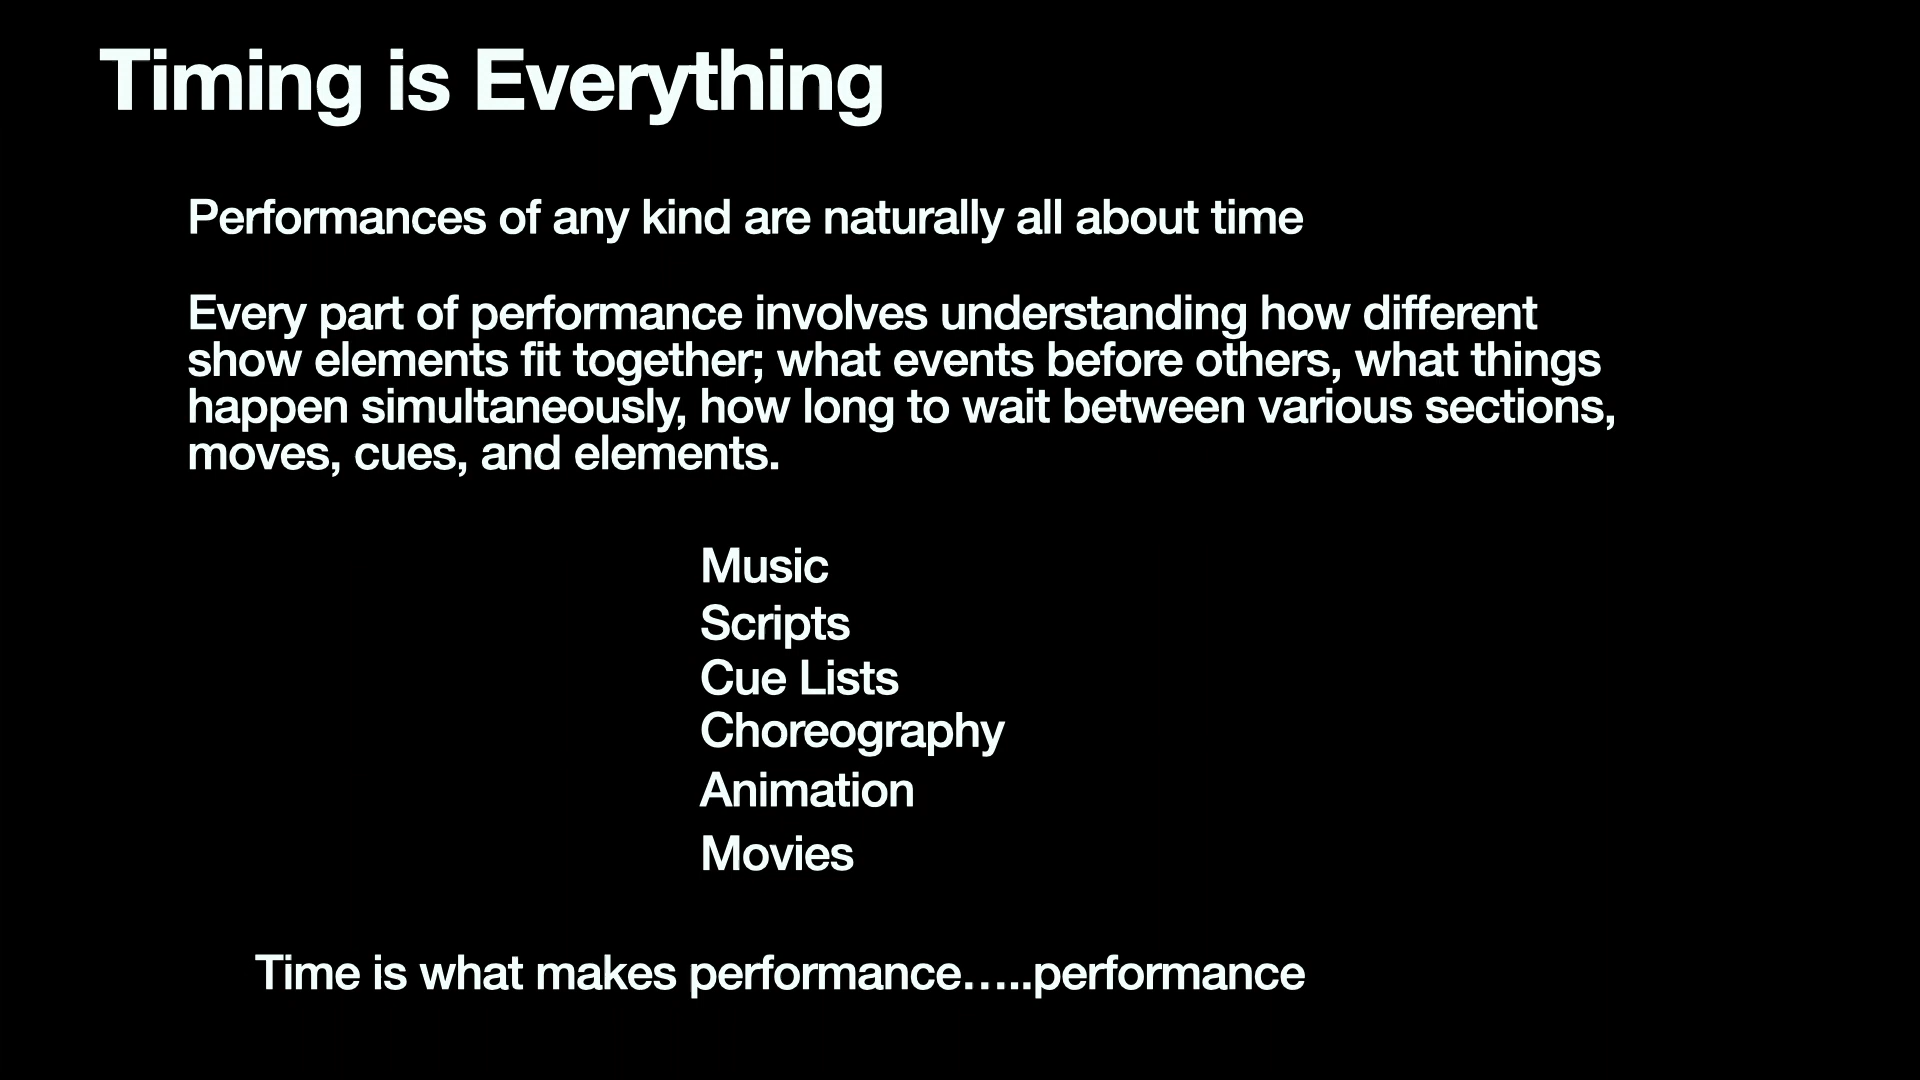 Timing is Everything
Performances of any kind are naturally all about time
Every part of performance involves understanding how different
show elements fit together; what events before others, what things
happen simultaneously, how long to wait between various sections,
moves, cues, and elements.
Music
Scripts
Cue Lists
Choreography
Animation
Movies
Time is what makes performance…..performance